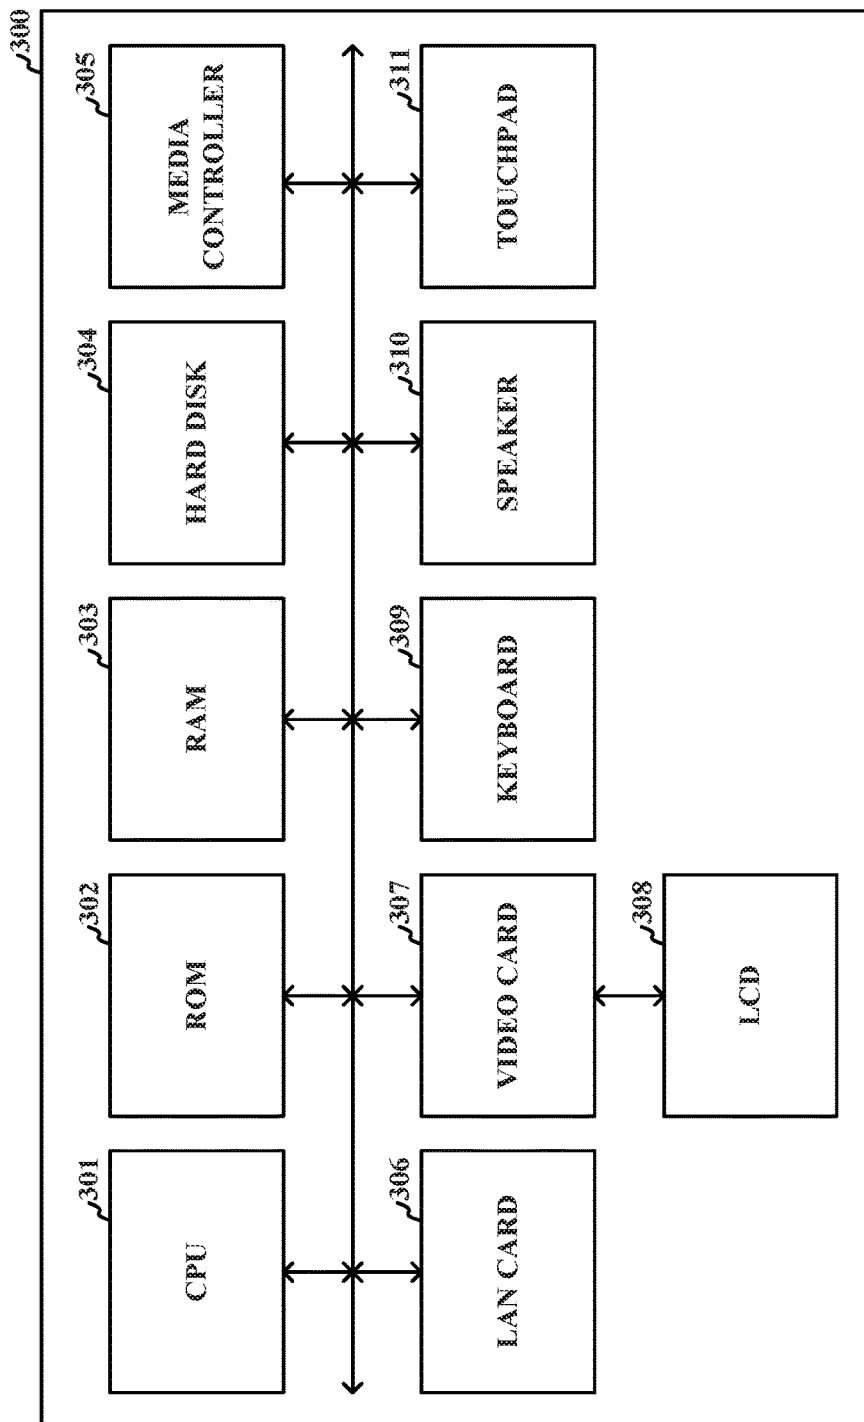 300
301
CPU
302
ROM
303
RAM
304
HARD DISK
305
MEDIA
CONTROLLER
306
LAN CARD
307
VIDEO CARD
309
KEYBOARD
310
SPEAKER
311
TOUCHPAD
308
LCD